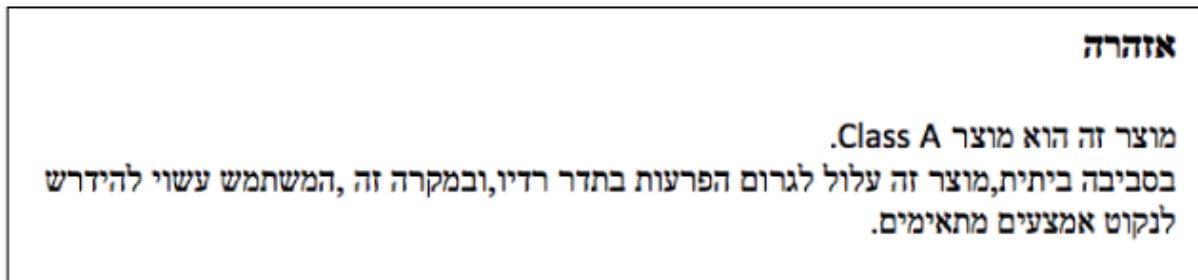 אזהרה
מוצר זה הוא מוצר Class A.
בסביבה ביתית,מוצר זה עלול לגרום הפרעות בתדר רדיו,ובמקרה זה ,המשתמש עשוי להידרש
לנקוט אמצעים מתאימים.